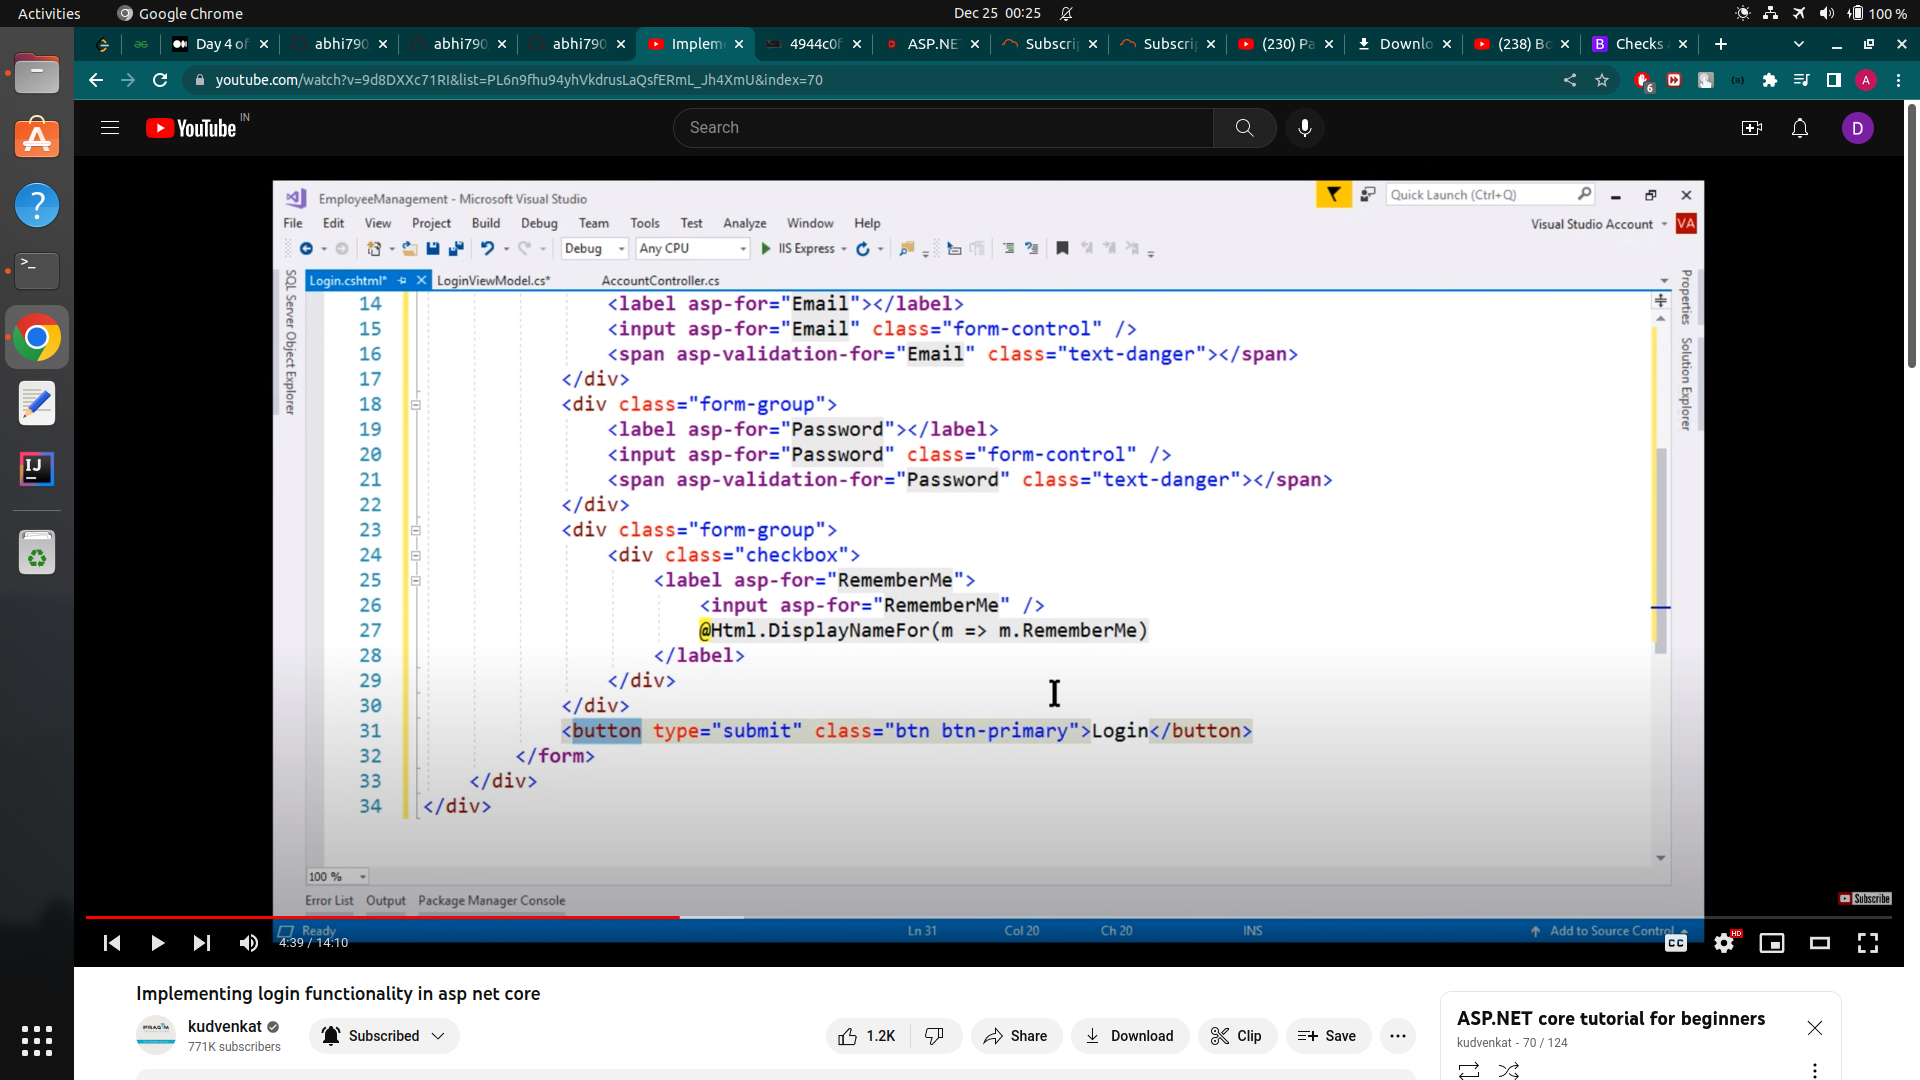 Activities Google Chrome Dec 25 00:25 100 %
Day 4 of abhi790 abhi790 abhi790 Implem 4944c0f ASP.NE Subscri Subscri (230) Pa Downlo (238) Bo Checks
youtube.com/watch?v=9d8DXXc71RI&list=PL6n9fhu94yhVkdrusLaQsfERmL_Jh4XmU&index=70 6 A
YouTube IN Search D
EmployeeManagement - Microsoft Visual Studio Quick Launch (Ctrl+Q)
File Edit View Project Build Debug Team Tools Test Analyze Window Help Visual Studio Account VA
Debug Any CPU IIS Express
Login.cshtml* LoginViewModel.cs* AccountController.cs
SQL Server Object Explorer
Properties
Solution Explorer
14 <label asp-for="Email"></label>
15 <input asp-for="Email" class="form-control" />
16 <span asp-validation-for="Email" class="text-danger"></span>
17 </div>
18 <div class="form-group">
19 <label asp-for="Password"></label>
20 <input asp-for="Password" class="form-control" />
21 <span asp-validation-for="Password" class="text-danger"></span>
22 </div>
23 <div class="form-group">
24 <div class="checkbox">
25 <label asp-for="RememberMe">
26 <input asp-for="RememberMe" />
27 @Html.DisplayNameFor(m => m.RememberMe)
28 </label>
29 </div>
30 </div>
31 <button type="submit" class="btn btn-primary">Login</button>
32 </form>
33 </div>
34 </div>
100 %
Error List Output Package Manager Console
Subscribe
Ready Ln 31 Col 20 Ch 20 INS Add to Source Control
4:39 / 14:10 CC HD
Implementing login functionality in asp net core
kudvenkat
771K subscribers
Subscribed 1.2K Share Download Clip Save
ASP.NET core tutorial for beginners
kudvenkat - 70 / 124